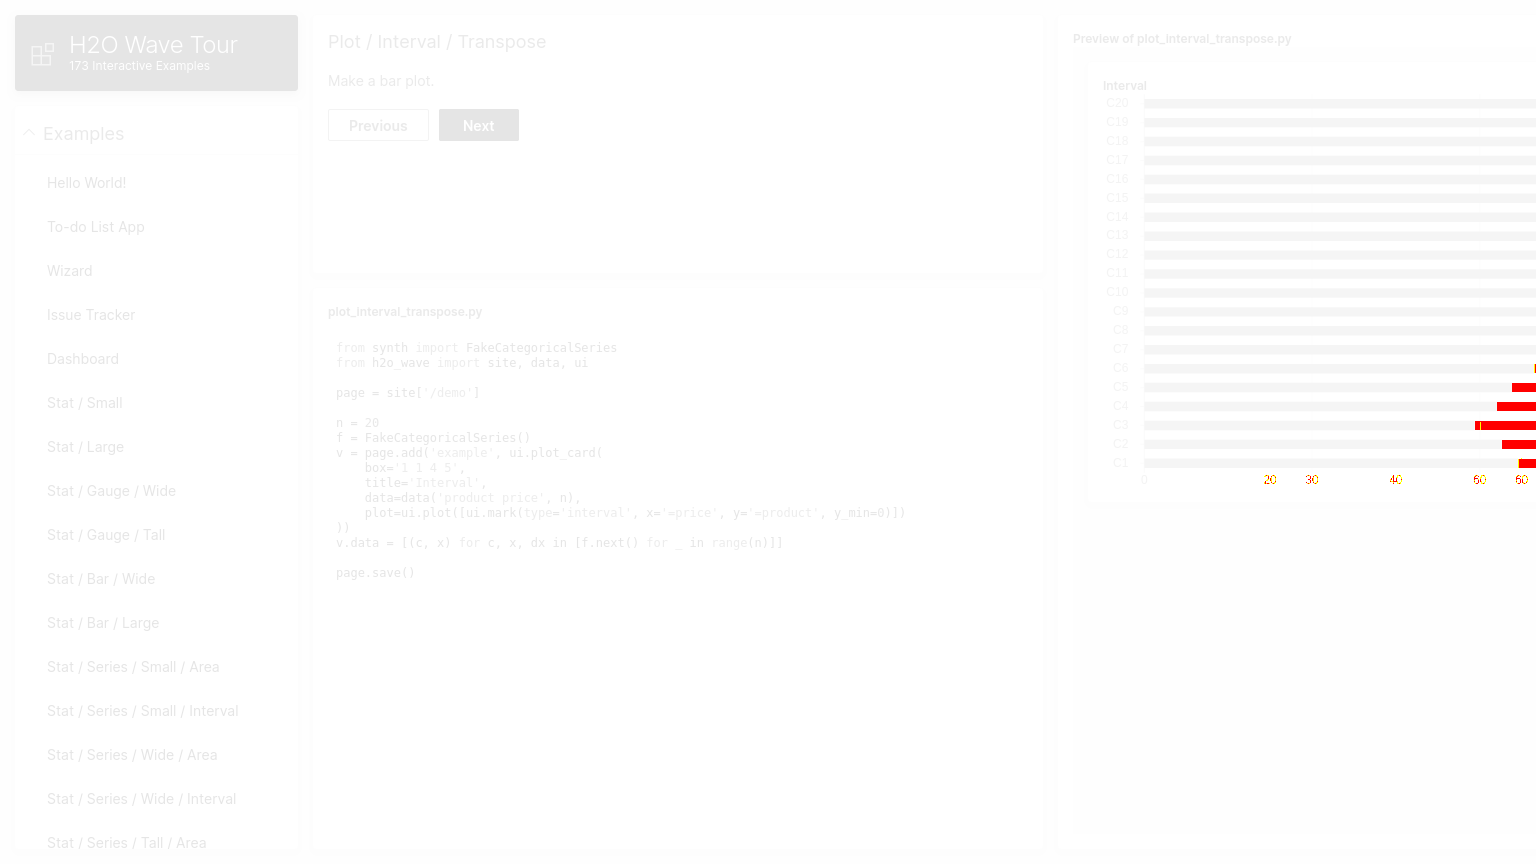 H2O Wave Tour
173 Interactive Examples
Examples
Hello World!
To-do List App
Wizard
Issue Tracker
Dashboard
Stat / Small
Stat / Large
Stat / Gauge / Wide
Stat / Gauge / Tall
Stat / Bar / Wide
Stat / Bar / Large
Stat / Series / Small / Area
Stat / Series / Small / Interval
Stat / Series / Wide / Area
Stat / Series / Wide / Interval
Stat / Series / Tall / Area
Plot / Interval / Transpose
Make a bar plot.
Previous
Next
plot_interval_transpose.py
from synth import FakeCategoricalSeries
from h2o_wave import site, data, ui
page = site['/demo']
n = 20
f = FakeCategoricalSeries()
v = page.add('example', ui.plot_card(
    box='1 1 4 5',
    title='Interval',
    data=data('product price', n),
    plot=ui.plot([ui.mark(type='interval', x='=price', y='=product', y_min=0)])
))
v.data = [(c, x) for c, x, dx in [f.next() for _ in range(n)]]
page.save()
Preview of plot_interval_transpose.py
Interval
C20
C19
C18
C17
C16
C15
C14
C13
C12
C11
C10
C9
C8
C7
C6
C5
C4
C3
C2
C1
0